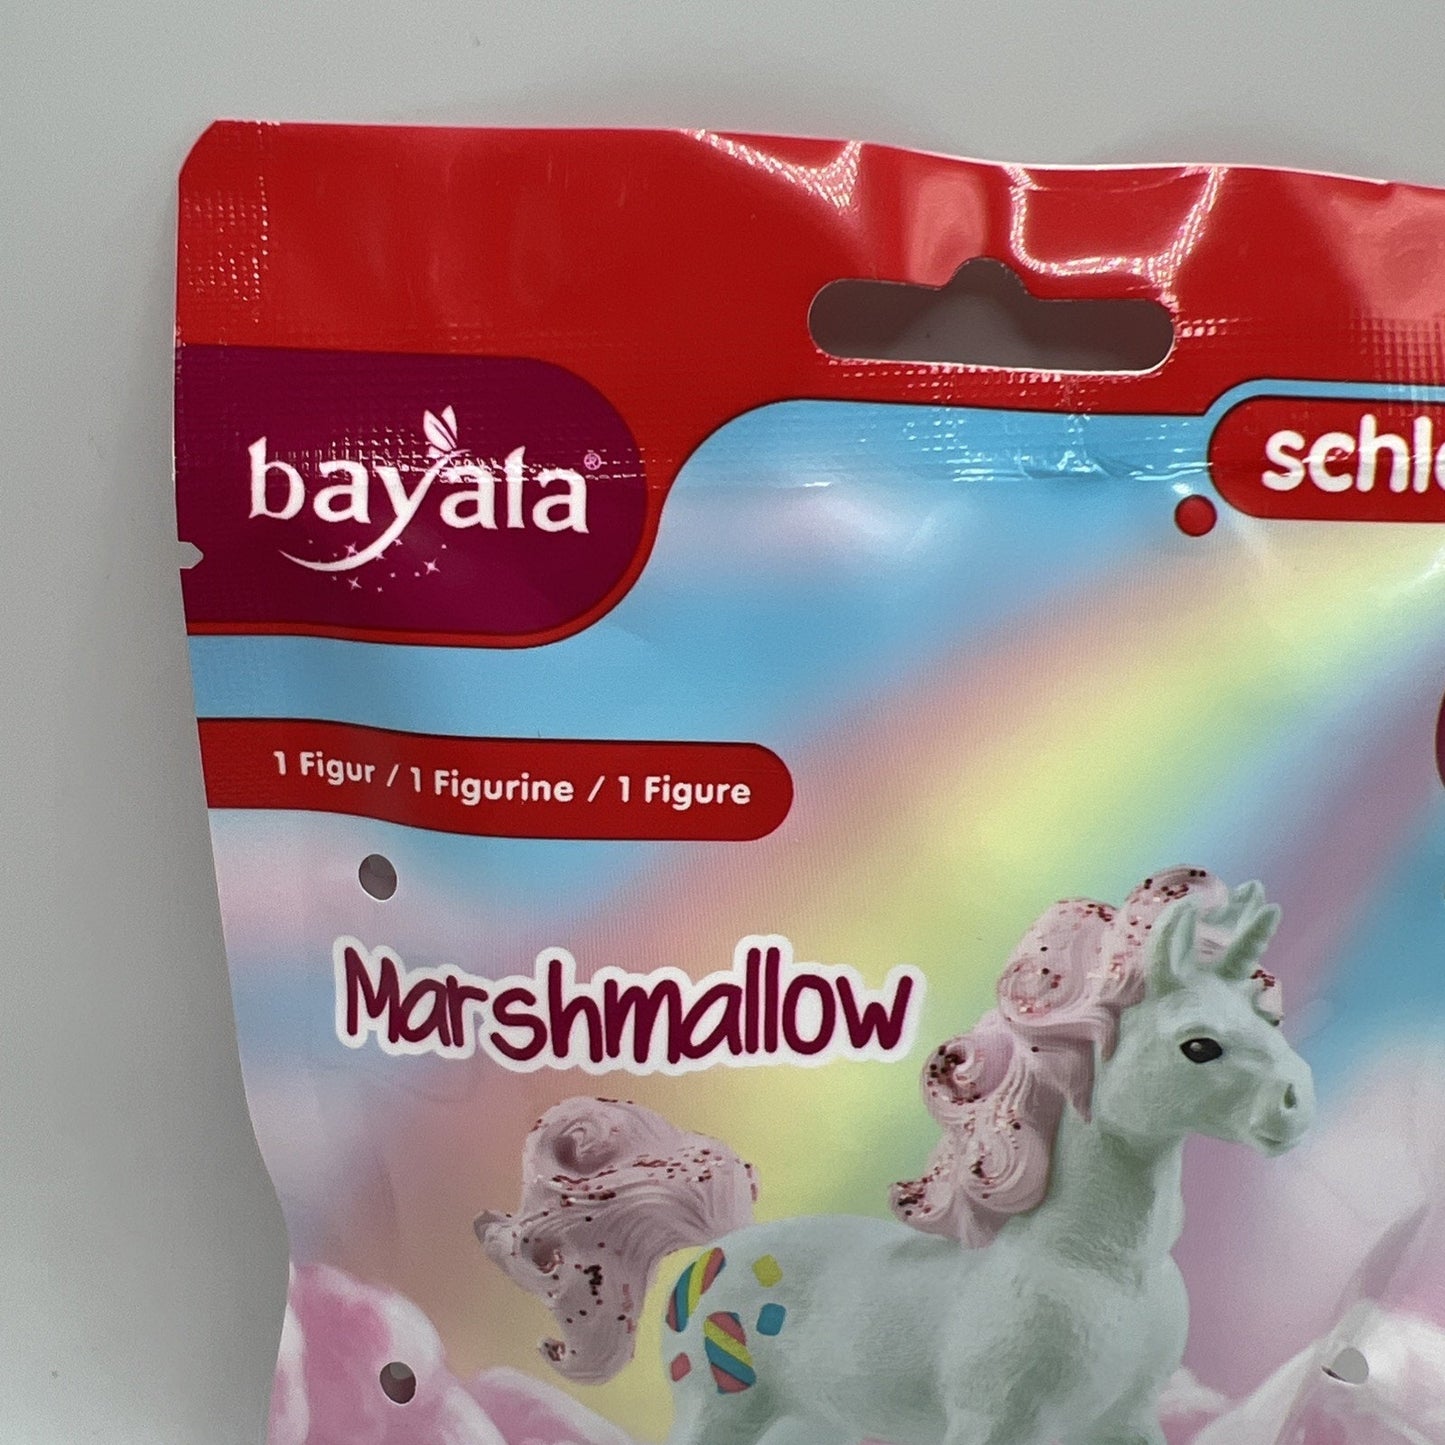 bayala®
schle
1 Figur / 1 Figurine / 1 Figure
Marshmallow